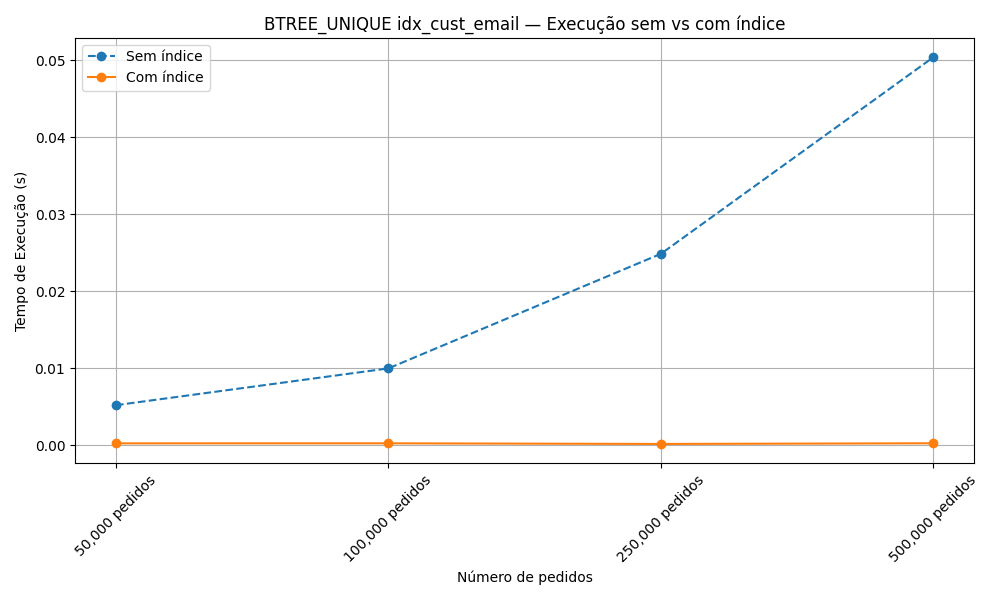 BTREE_UNIQUE idx_cust_email — Execução sem vs com índice
Sem índice
Com índice
Tempo de Execução (s)
0.05
0.04
0.03
0.02
0.01
0.00
50,000 pedidos
100,000 pedidos
250,000 pedidos
500,000 pedidos
Número de pedidos